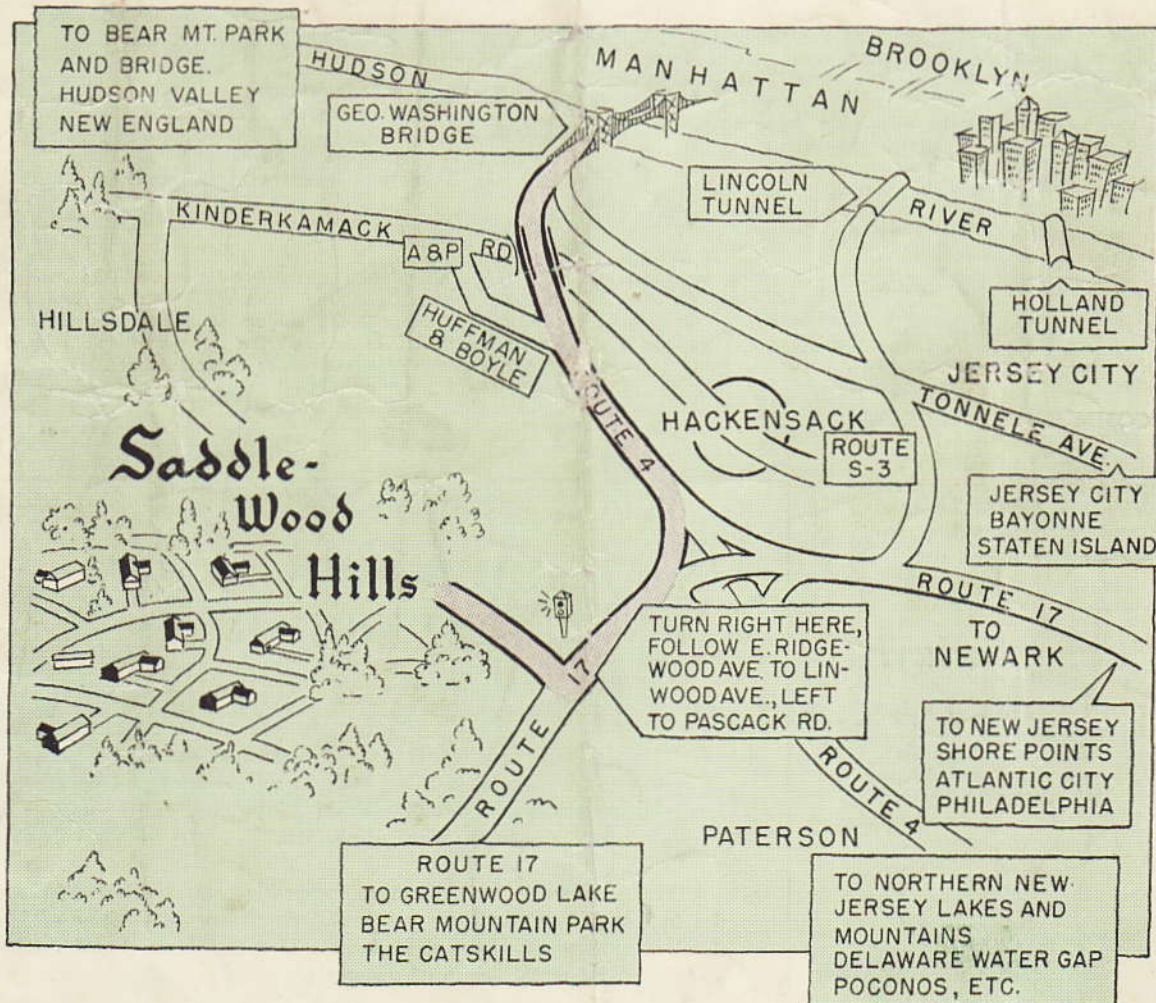 TO BEAR MT. PARK
AND BRIDGE.
HUDSON VALLEY
NEW ENGLAND
HUDSON
GEO. WASHINGTON
BRIDGE
MANHATTAN
BROOKLYN
LINCOLN
TUNNEL
RIVER
HOLLAND
TUNNEL
KINDERKAMACK RD
A & P
HUFFMAN
& BOYLE
HILLSDALE
JERSEY CITY
TONNELE AVE.
ROUTE 4
HACKENSACK
ROUTE
S-3
JERSEY CITY
BAYONNE
STATEN ISLAND
Saddle-
Wood
Hills
ROUTE 17
TO
NEWARK
TURN RIGHT HERE,
FOLLOW E. RIDGE-
WOOD AVE. TO LIN-
WOOD AVE., LEFT
TO PASCACK RD.
17
ROUTE
TO NEW JERSEY
SHORE POINTS
ATLANTIC CITY
PHILADELPHIA
ROUTE 4
PATERSON
ROUTE 17
TO GREENWOOD LAKE
BEAR MOUNTAIN PARK
THE CATSKILLS
TO NORTHERN NEW
JERSEY LAKES AND
MOUNTAINS
DELAWARE WATER GAP
POCONOS, ETC.